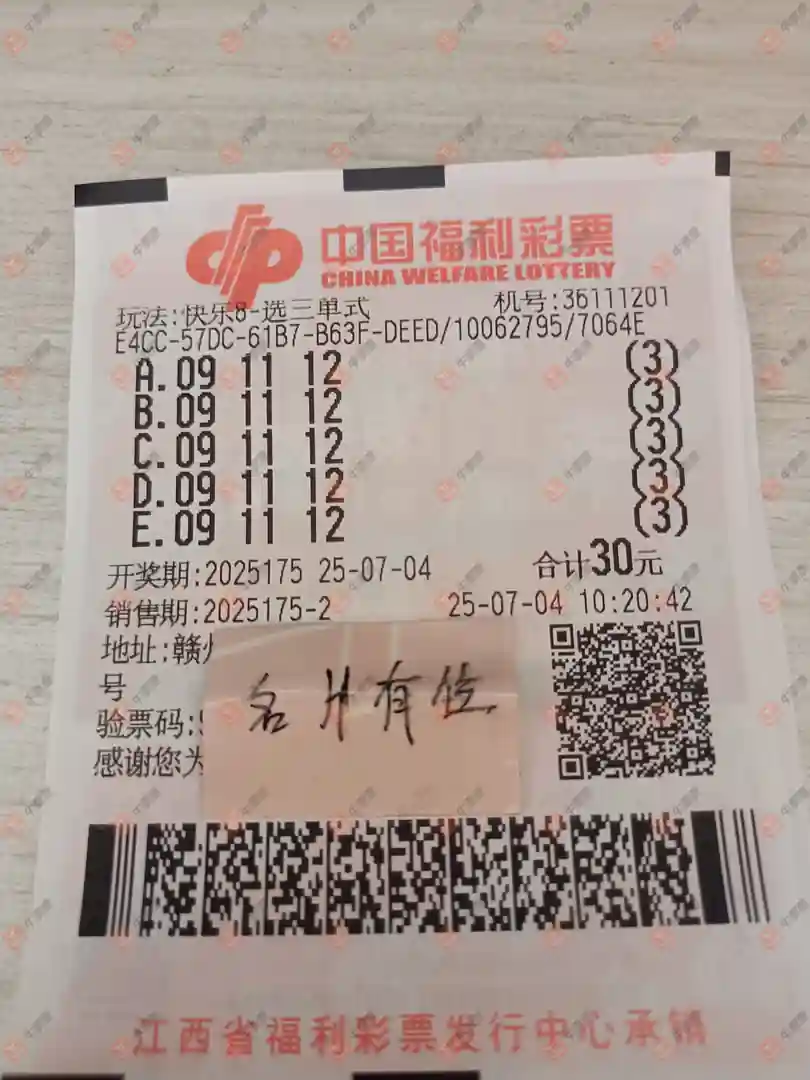 中国福利彩票
CHINA WELFARE LOTTERY
玩法:快乐8-选三单式 机号:36111201
E4CC-57DC-61B7-B63F-DEED/10062795/7064E
A.09 11 12 (3)
B.09 11 12 (3)
C.09 11 12 (3)
D.09 11 12 (3)
E.09 11 12 (3)
开奖期:2025175 25-07-04 合计30元
销售期:2025175-2 25-07-04 10:20:42
地址:赣州
号
名片有位
验票码:
感谢您为
江西省福利彩票发行中心承销